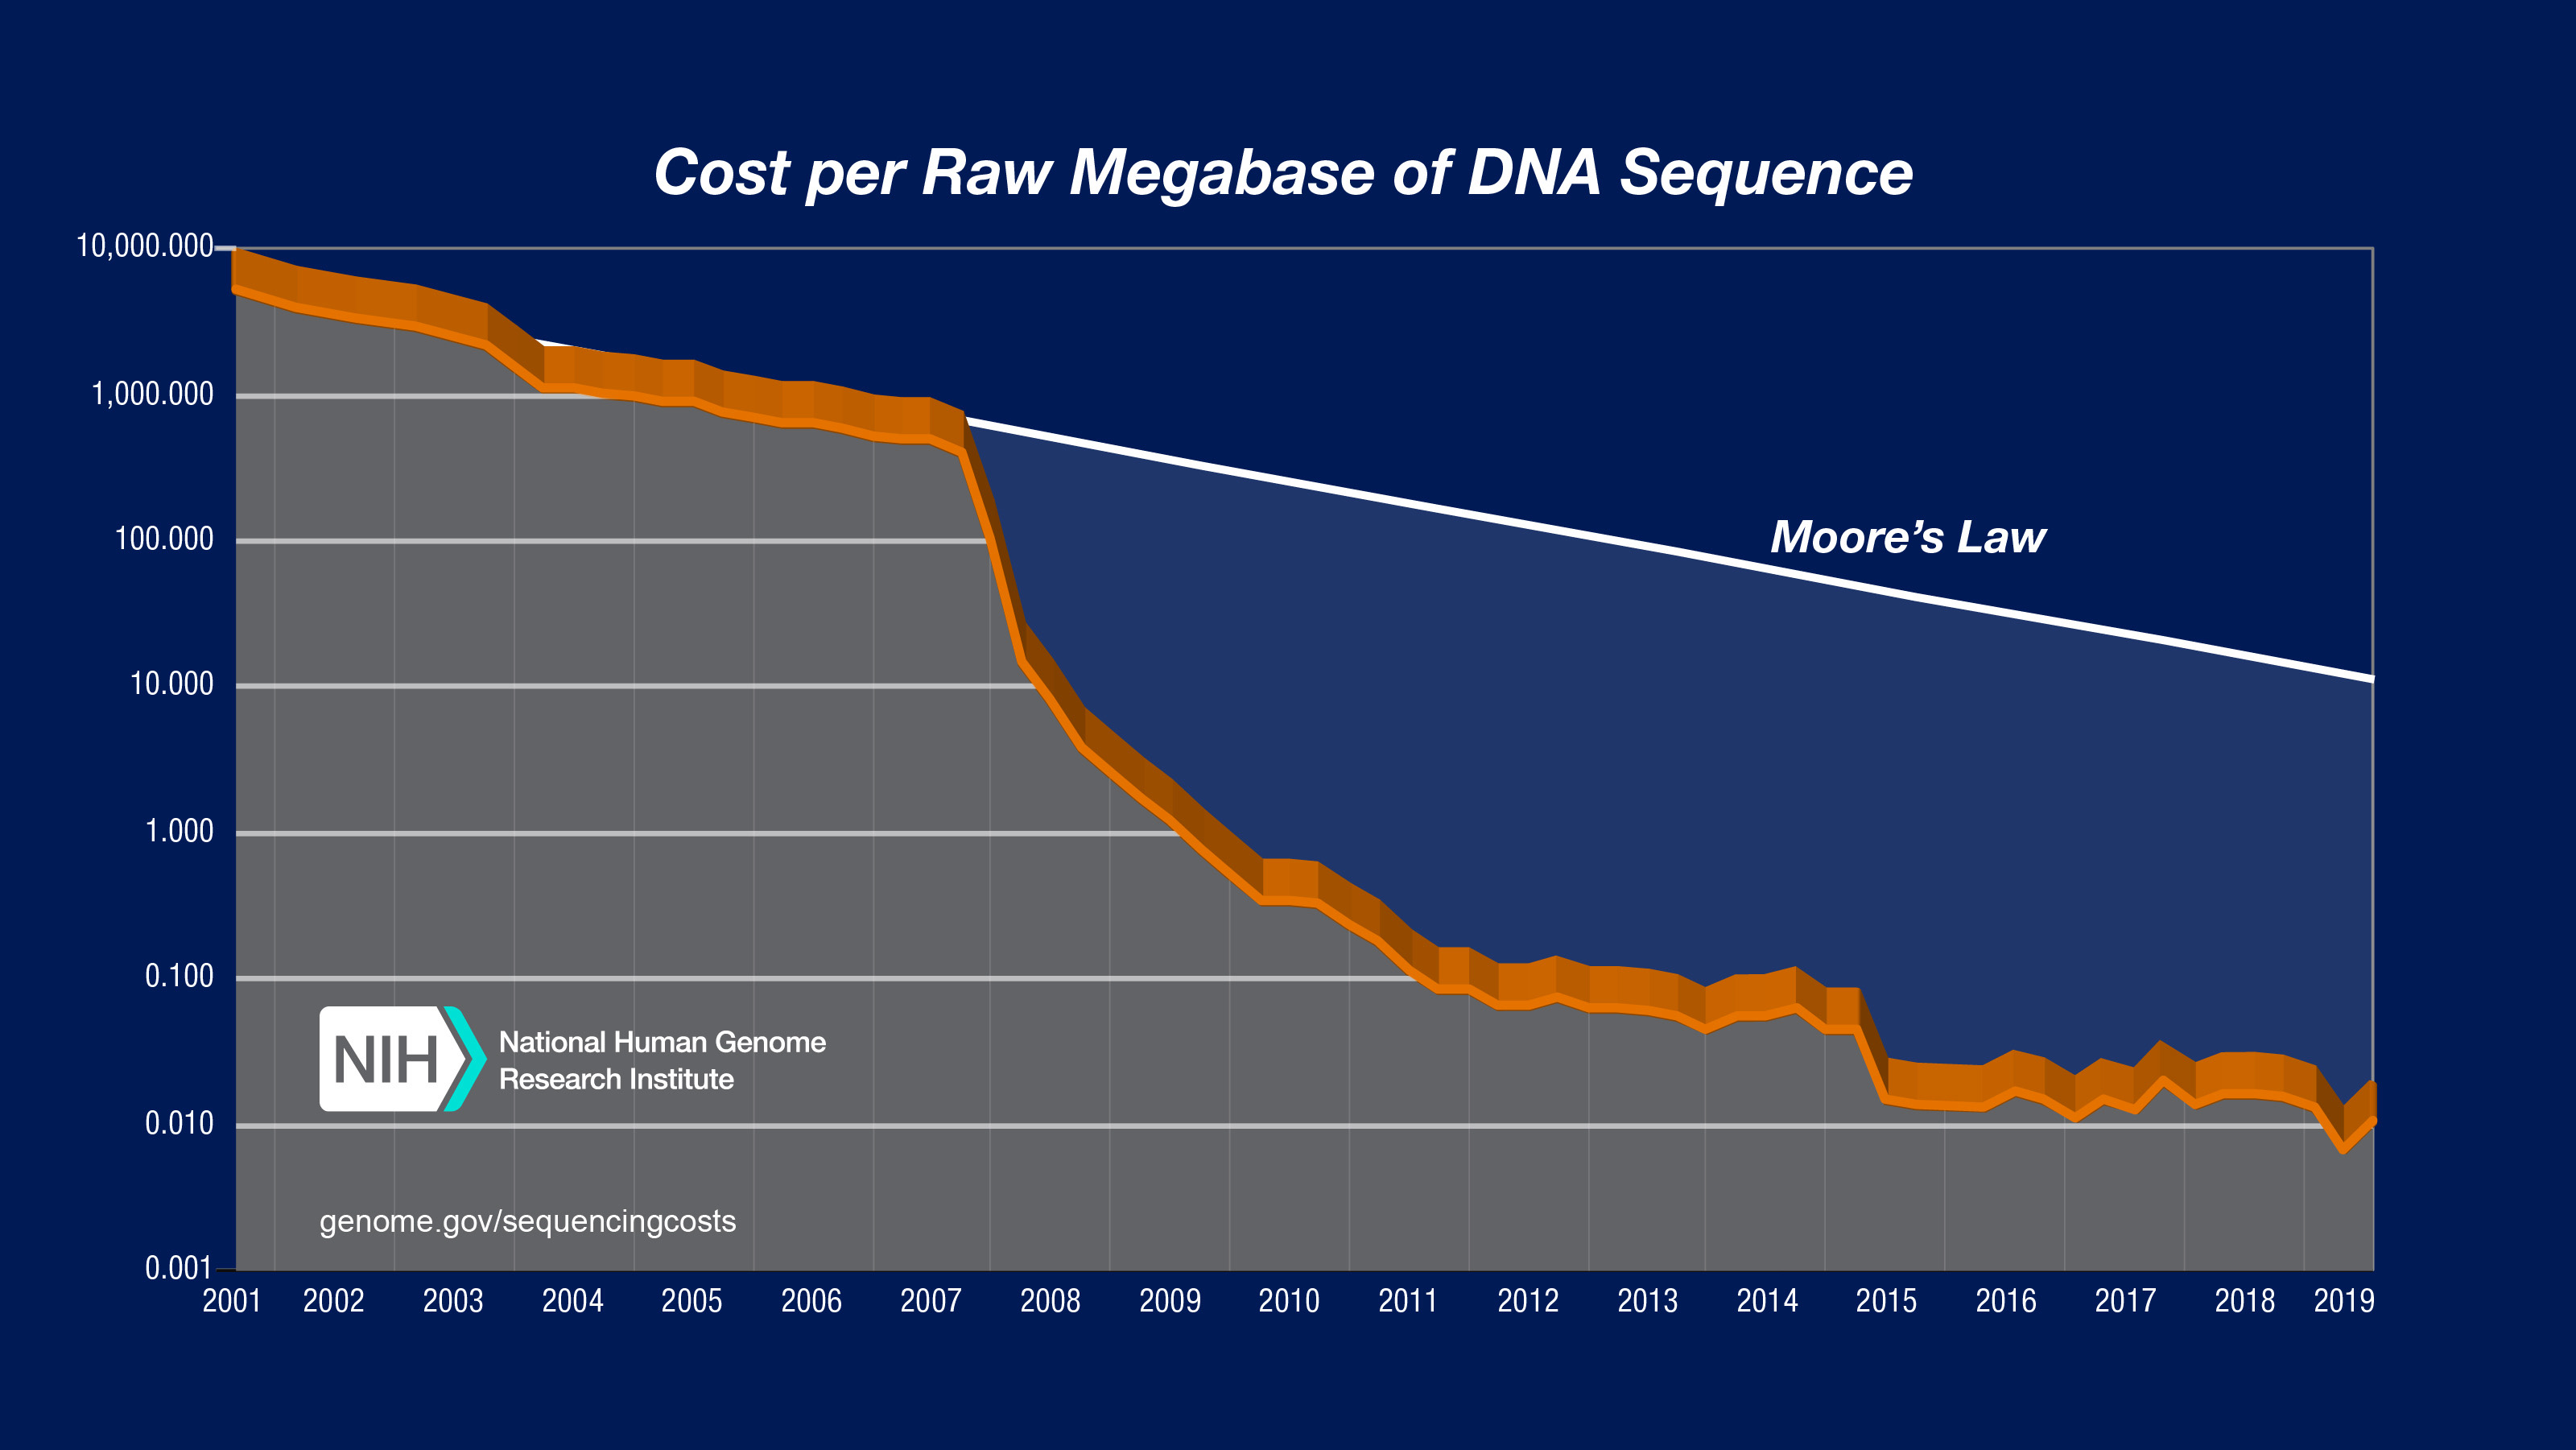 Cost per Raw Megabase of DNA Sequence
10,000.000
1,000.000
100.000
10.000
1.000
0.100
0.010
0.001
Moore’s Law
NIH
National Human Genome
Research Institute
genome.gov/sequencingcosts
2001 2002 2003 2004 2005 2006 2007 2008 2009 2010 2011 2012 2013 2014 2015 2016 2017 2018 2019